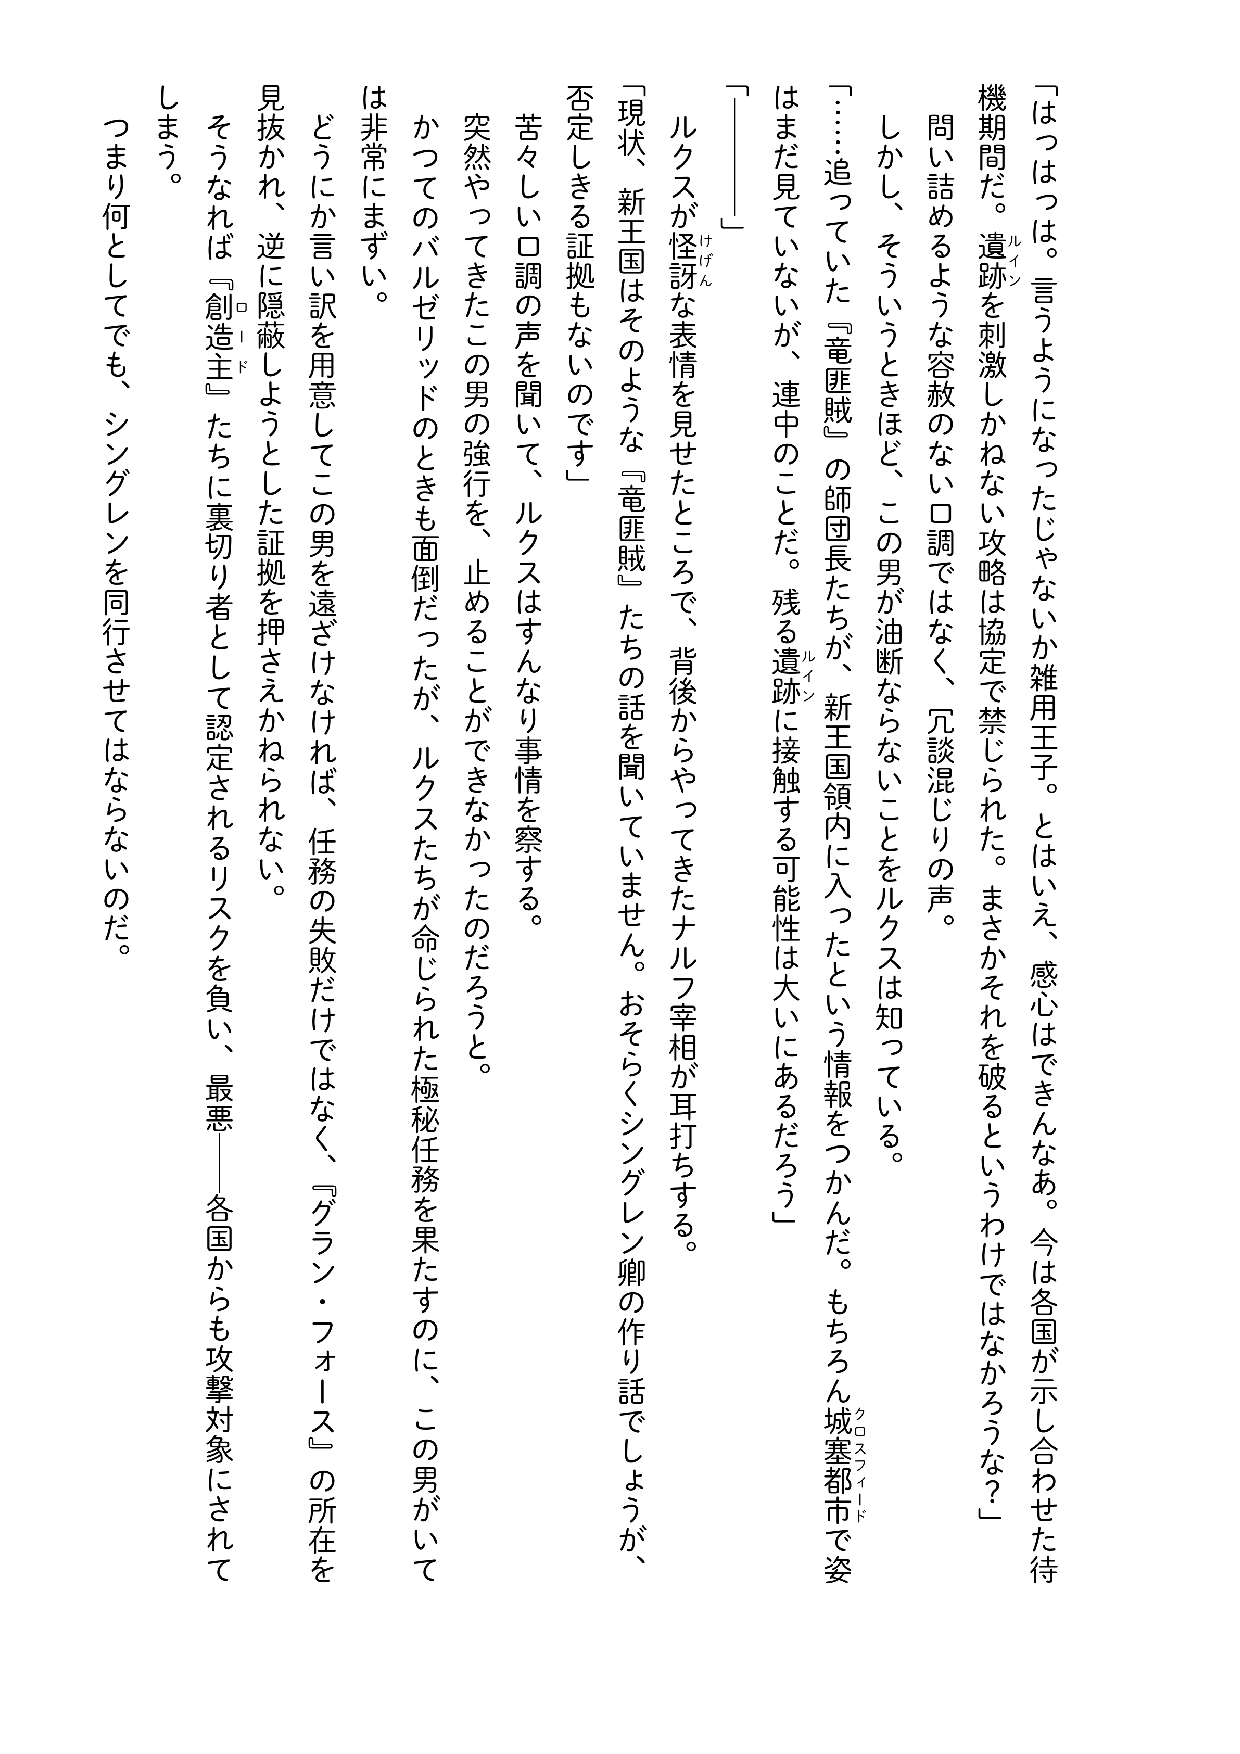 「はっはっは。言うようになったじゃないか雑用王子。とはいえ、感心はできんなあ。今は各国が示し合わせた待
機期間だ。遺跡を刺激しかねない攻略は協定で禁じられた。まさかそれを破るというわけではなかろうな？」
ルイン
問い詰めるような容赦のない口調ではなく、冗談混じりの声。
しかし、そういうときほど、この男が油断ならないことをルクスは知っている。
「……追っていた『竜匪賊』の師団長たちが、新王国領内に入ったという情報をつかんだ。もちろん城塞都市で姿
クロスフィード
はまだ見ていないが、連中のことだ。残る遺跡に接触する可能性は大いにあるだろう」
ルイン
「―――」
ルクスが怪訝な表情を見せたところで、背後からやってきたナルフ宰相が耳打ちする。
けげん
「現状、新王国はそのような『竜匪賊』たちの話を聞いていません。おそらくシングレン卿の作り話でしょうが、
否定しきる証拠もないのです」
苦々しい口調の声を聞いて、ルクスはすんなり事情を察する。
突然やってきたこの男の強行を、止めることができなかったのだろうと。
かつてのバルゼリッドのときも面倒だったが、ルクスたちが命じられた極秘任務を果たすのに、この男がいて
は非常にまずい。
どうにか言い訳を用意してこの男を遠ざけなければ、任務の失敗だけではなく、『グラン・フォース』の所在を
見抜かれ、逆に隠蔽しようとした証拠を押さえかねられない。
そうなれば『創造主』たちに裏切り者として認定されるリスクを負い、最悪――各国からも攻撃対象にされて
ロード
しまう。
つまり何としてでも、シングレンを同行させてはならないのだ。